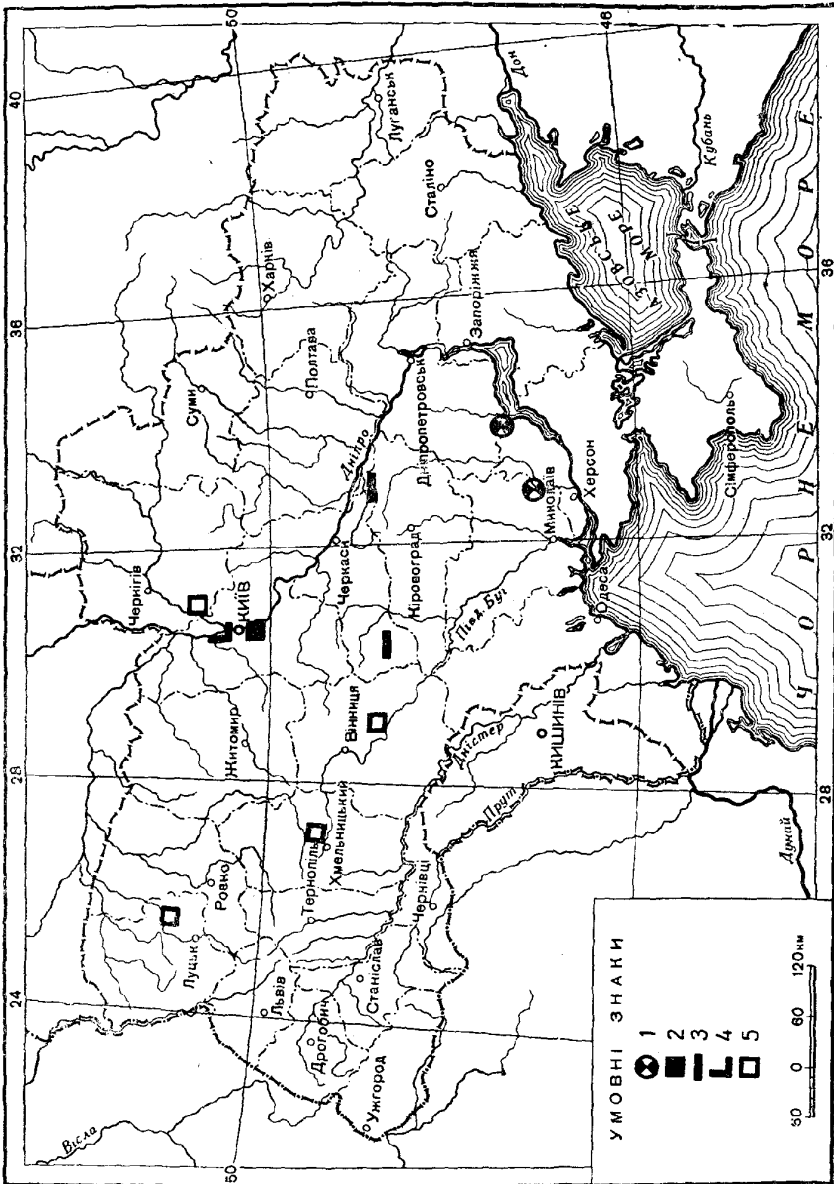 24 28 32 36 40
50
50
46
28
36
Вісла
Чернігів
Суми
Луцьк
Ровно
Житомир
КИЇВ
Харків
Львів
Полтава
Дрогобич
Тернопіль
Хмельницький
Вінниця
Черкаси
Дніпро
Луганськ
Станіслав
Ужгород
Чернівці
Кіровоград
Дніпропетровськ
Сталіно
Запоріжжя
Півд. Буг
Дністер
Прут
КИШИНІВ
Миколаїв
Херсон
Одеса
Дон
АЗОВСЬКЕ
МОРЕ
Кубань
Сімферополь
Дунай
ЧОРНЕ МОРЕ
УМОВНІ ЗНАКИ
1
2
3
4
5
60 0 60 120км